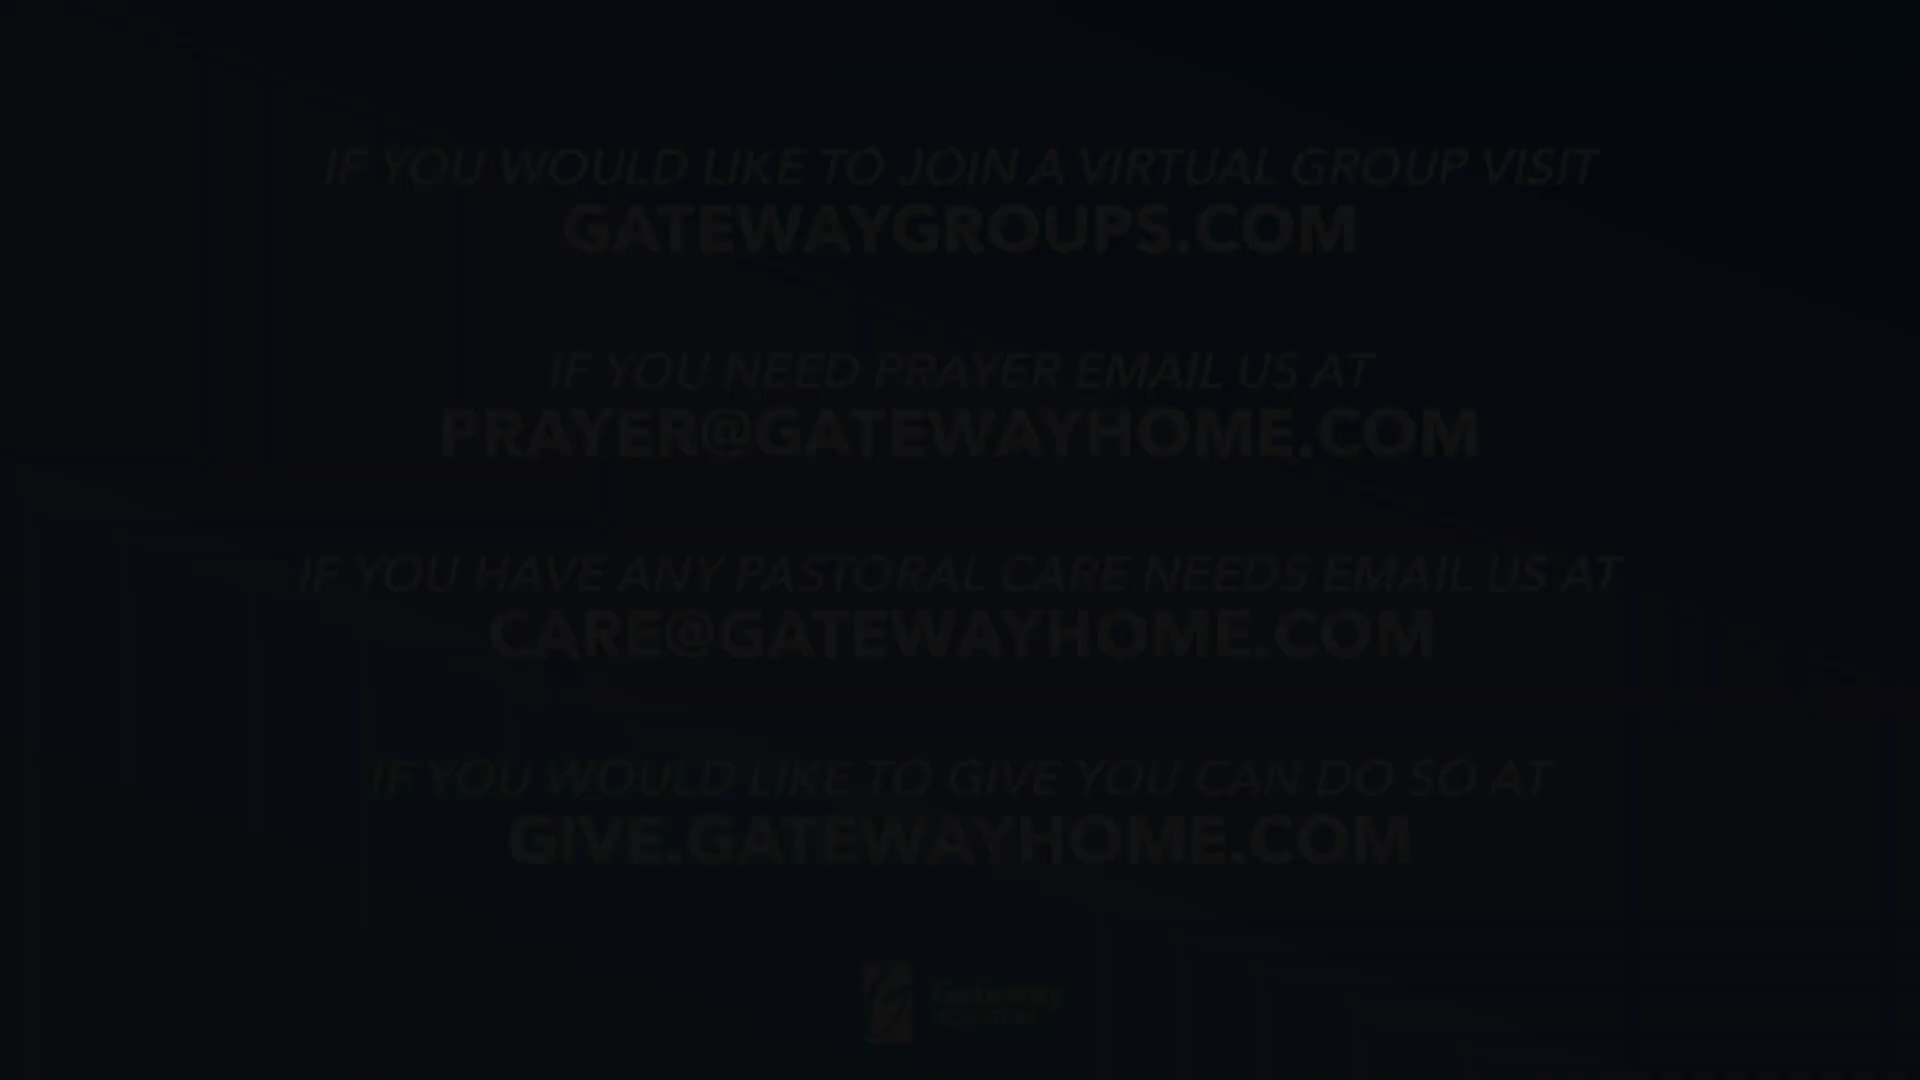 IF YOU WOULD LIKE TO JOIN A VIRTUAL GROUP VISIT
GATEWAYGROUPS.COM
IF YOU NEED PRAYER EMAIL US AT
PRAYER@GATEWAYHOME.COM
IF YOU HAVE ANY PASTORAL CARE NEEDS EMAIL US AT
CARE@GATEWAYHOME.COM
IF YOU WOULD LIKE TO GIVE YOU CAN DO SO AT
GIVE.GATEWAYHOME.COM
Gateway